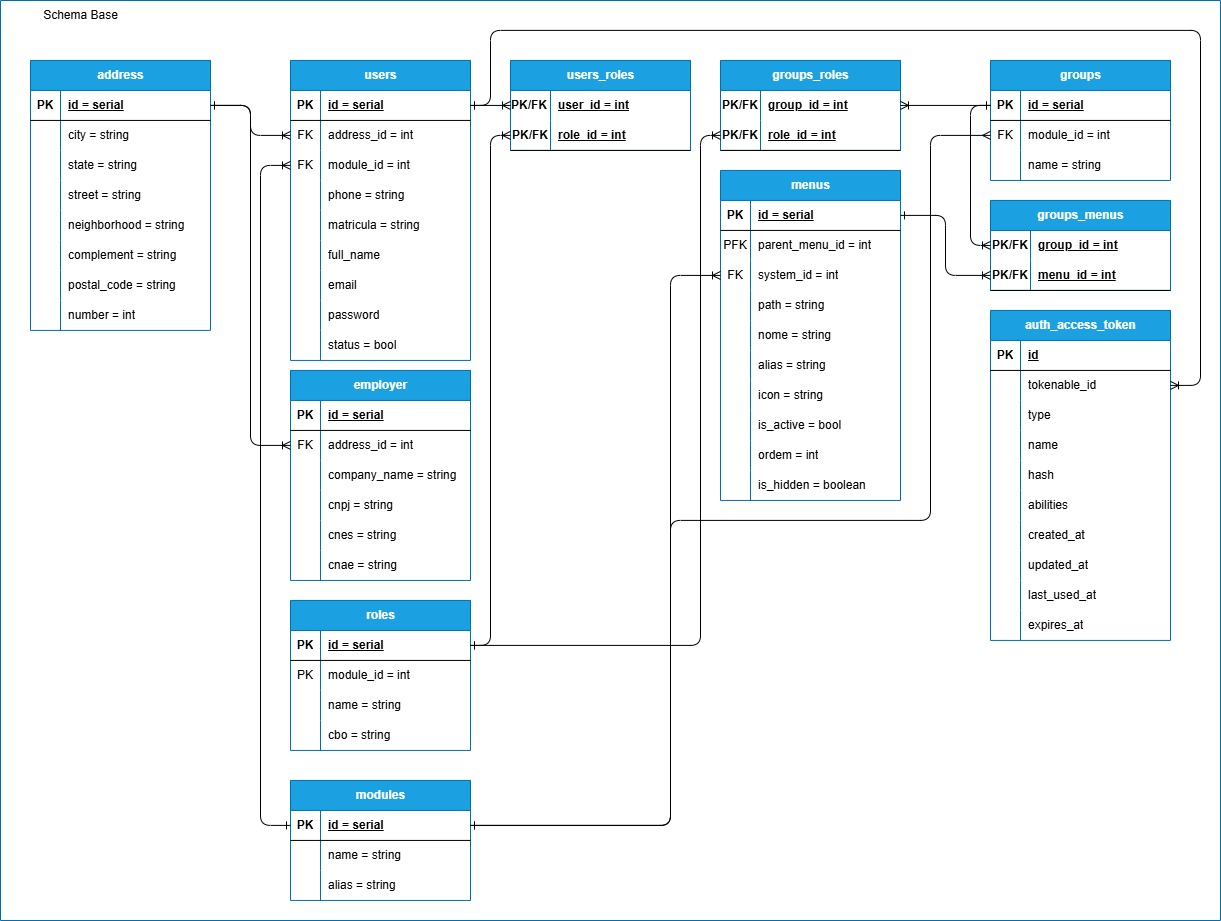 Schema Base
address
PK id = serial
city = string
state = string
street = string
neighborhood = string
complement = string
postal_code = string
number = int
users
PK id = serial
FK address_id = int
FK module_id = int
phone = string
matricula = string
full_name
email
password
status = bool
employer
PK id = serial
FK address_id = int
company_name = string
cnpj = string
cnes = string
cnae = string
roles
PK id = serial
PK module_id = int
name = string
cbo = string
modules
PK id = serial
name = string
alias = string
users_roles
PK/FK user_id = int
PK/FK role_id = int
groups_roles
PK/FK group_id = int
PK/FK role_id = int
menus
PK id = serial
PFK parent_menu_id = int
FK system_id = int
path = string
nome = string
alias = string
icon = string
is_active = bool
ordem = int
is_hidden = boolean
groups
PK id = serial
FK module_id = int
name = string
groups_menus
PK/FK group_id = int
PK/FK menu_id = int
auth_access_token
PK id
tokenable_id
type
name
hash
abilities
created_at
updated_at
last_used_at
expires_at